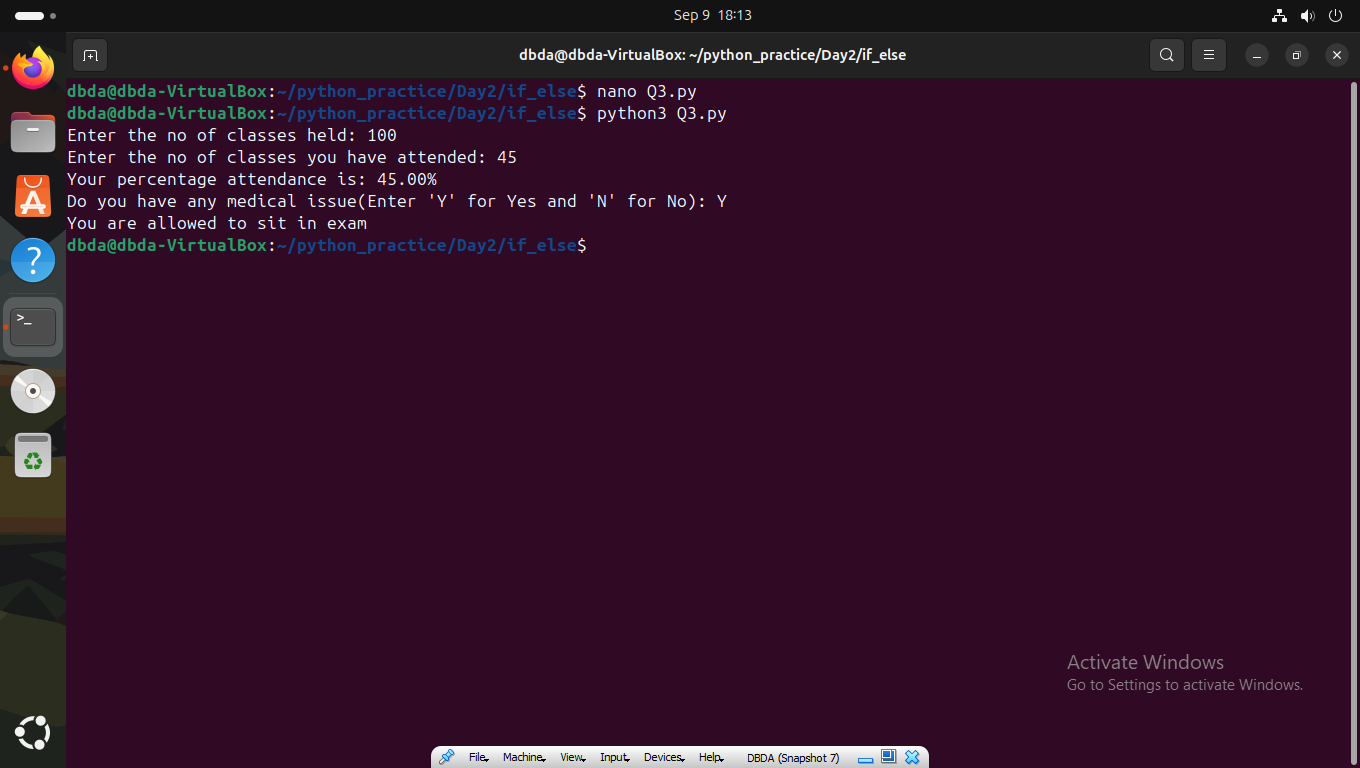 Sep 9 18:13
dbda@dbda-VirtualBox: ~/python_practice/Day2/if_else
dbda@dbda-VirtualBox:~/python_practice/Day2/if_else$ nano Q3.py
dbda@dbda-VirtualBox:~/python_practice/Day2/if_else$ python3 Q3.py
Enter the no of classes held: 100
Enter the no of classes you have attended: 45
Your percentage attendance is: 45.00%
Do you have any medical issue(Enter 'Y' for Yes and 'N' for No): Y
You are allowed to sit in exam
dbda@dbda-VirtualBox:~/python_practice/Day2/if_else$
Activate Windows
Go to Settings to activate Windows.
File Machine View Input Devices Help DBDA (Snapshot 7)